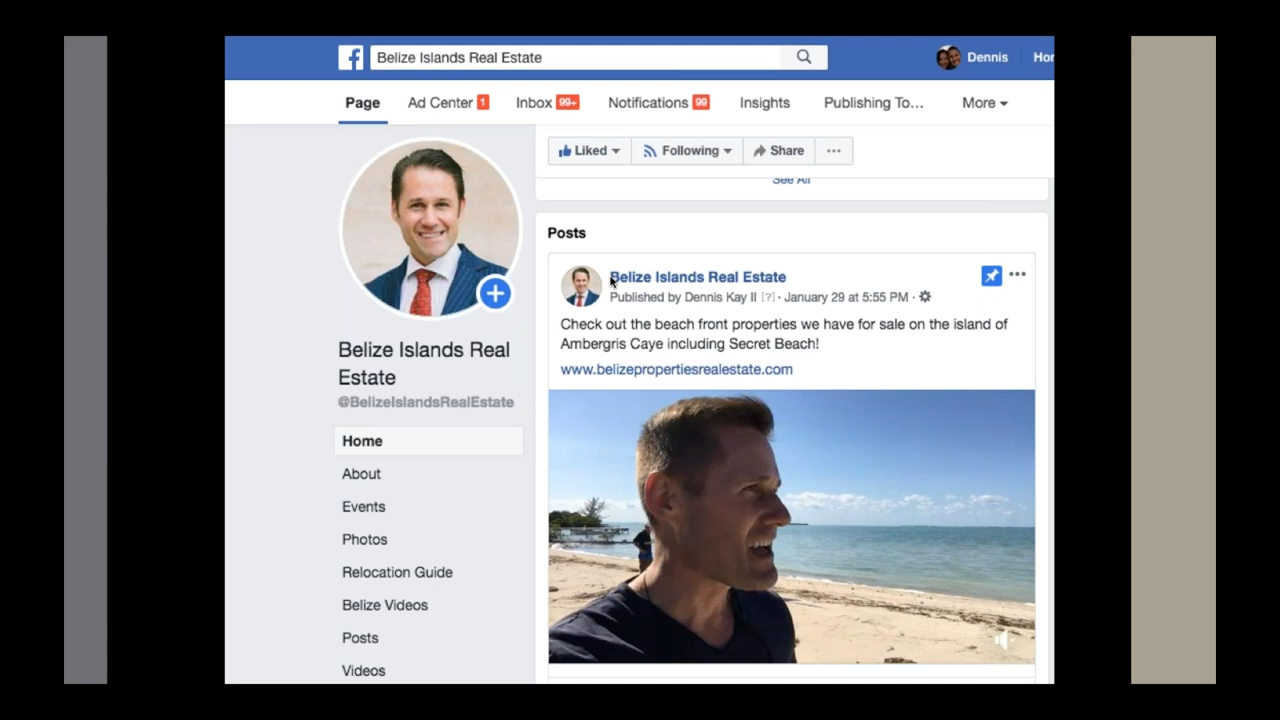 Belize Islands Real Estate
Dennis
Hor
Page
Ad Center 1
Inbox 99+
Notifications 99
Insights
Publishing To...
More
Liked
Following
Share
See All
Posts
Belize Islands Real Estate
Published by Dennis Kay II [?] · January 29 at 5:55 PM ·
Check out the beach front properties we have for sale on the island of
Ambergris Caye including Secret Beach!
www.belizepropertiesrealestate.com
Belize Islands Real
Estate
@BelizeIslandsRealEstate
Home
About
Events
Photos
Relocation Guide
Belize Videos
Posts
Videos